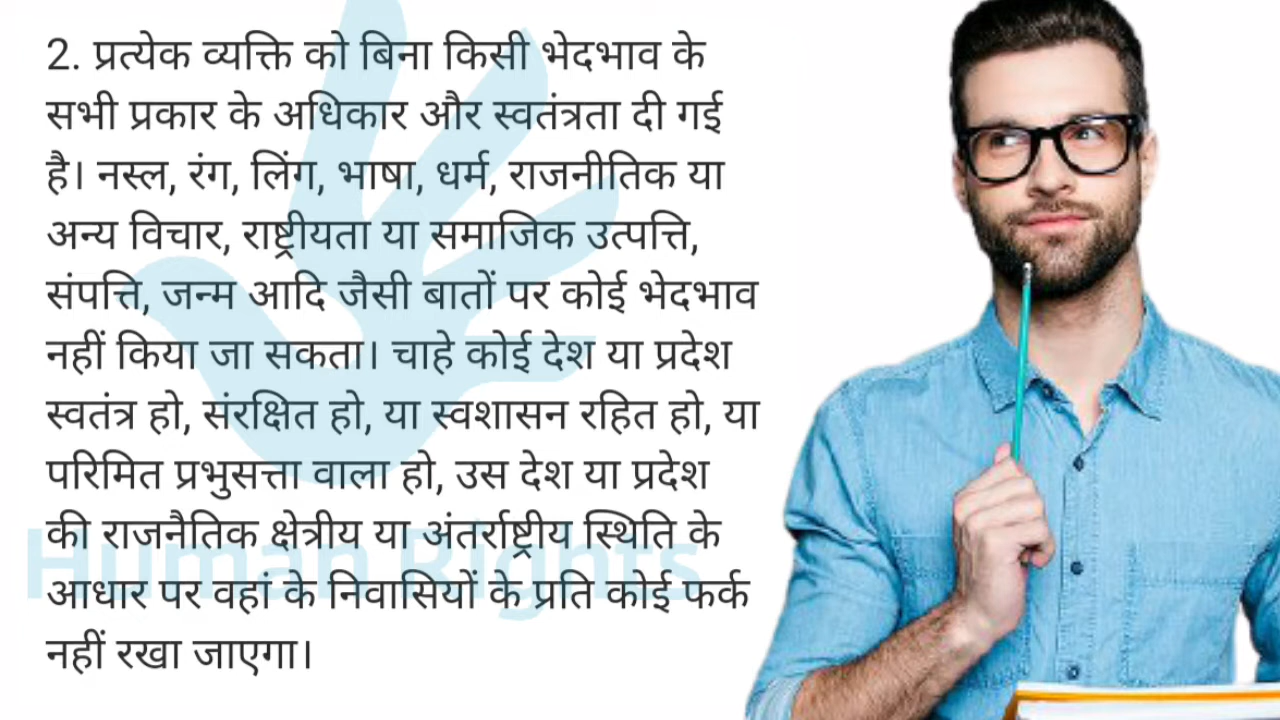 2. प्रत्येक व्यक्ति को बिना किसी भेदभाव के
सभी प्रकार के अधिकार और स्वतंत्रता दी गई
है। नस्ल, रंग, लिंग, भाषा, धर्म, राजनीतिक या
अन्य विचार, राष्ट्रीयता या समाजिक उत्पत्ति,
संपत्ति, जन्म आदि जैसी बातों पर कोई भेदभाव
नहीं किया जा सकता। चाहे कोई देश या प्रदेश
स्वतंत्र हो, संरक्षित हो, या स्वशासन रहित हो, या
परिमित प्रभुसत्ता वाला हो, उस देश या प्रदेश
की राजनैतिक क्षेत्रीय या अंतर्राष्ट्रीय स्थिति के
Human Rights
आधार पर वहां के निवासियों के प्रति कोई फर्क
नहीं रखा जाएगा।